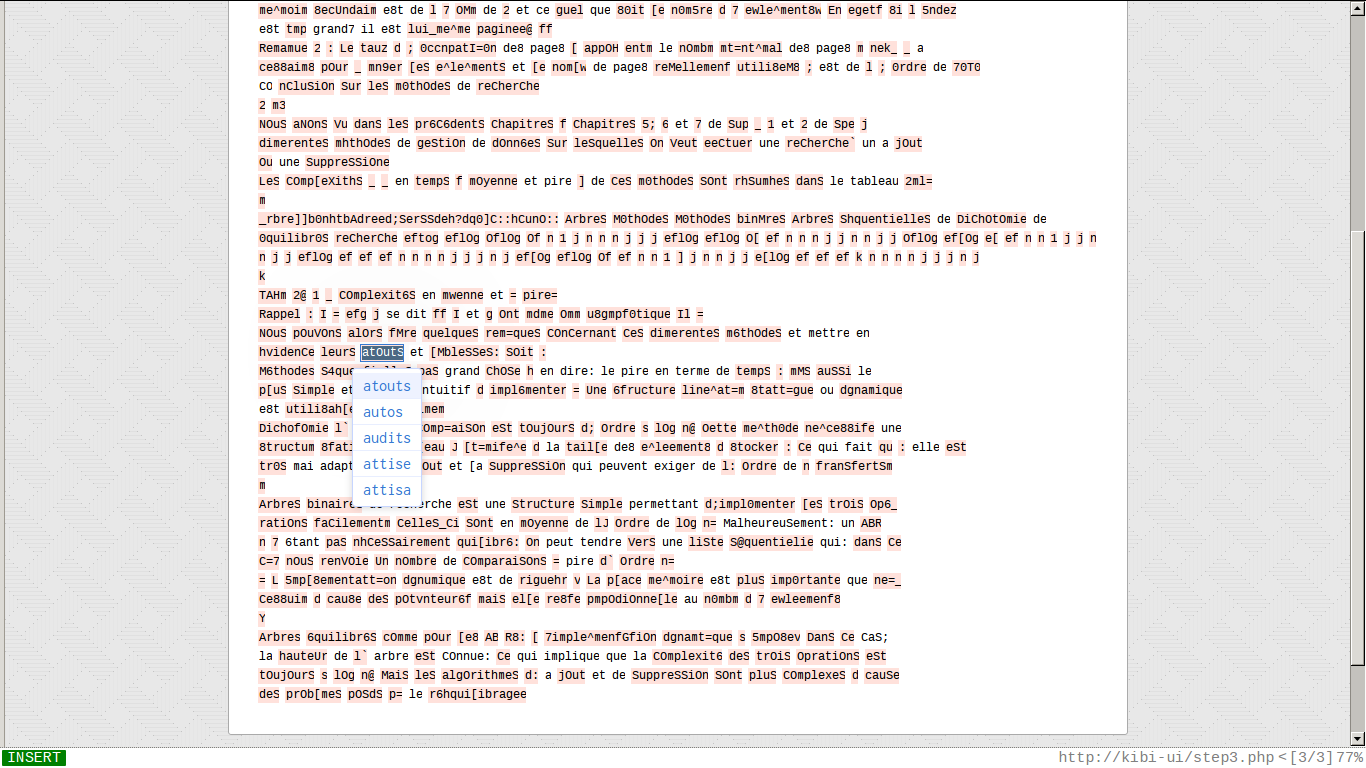 me^moim 8ecUndaim e8t de l 7 OMm de 2 et ce guel que 80it [e n0m5re d 7 ewle^ment8w En egetf 8i l 5ndez
e8t tmp grand7 il e8t lui_me^me paginee@ ff
Remamue 2 : Le tauz d ; 0ccnpatI=0n de8 page8 [ appOH entm le nOmbm mt=nt^mal de8 page8 m nek_ _ a
ce88aim8 pOur _ mn9er [eS e^le^mentS et [e nom[w de page8 reMellemenf utili8eM8 ; e8t de l ; 0rdre de 70T0
CO nCluSiOn Sur leS m0thOdeS de reCherChe
2 m3
NOuS aNOnS Vu danS leS pr6C6dentS ChapitreS f ChapitreS 5; 6 et 7 de Sup _ 1 et 2 de Spe j
dimerenteS mhthOdeS de geStiOn de dOnn6eS Sur leSquelleS On Veut eeCtuer une reCherChe` un a jOut
Ou une SuppreSSiOne
LeS COmp[eXithS _ _ en tempS f mOyenne et pire ] de CeS m0thOdeS SOnt rhSumheS danS le tableau 2ml=
m
_rbre]]b0nhtbAdreed;SerSSdeh?dq0]C::hCunO:: ArbreS M0thOdeS M0thOdeS binMreS ArbreS ShquentielleS de DiChOtOmie de
0quilibr0S reCherChe eftog eflOg OflOg Of n 1 j n n n j j j eflOg eflOg O[ ef n n n j j n n j j OflOg ef[Og e[ ef n n 1 j j n
n j j eflOg ef ef ef n n n n j j j n j ef[Og eflOg Of ef n n 1 ] j n n j j e[lOg ef ef ef k n n n n j j j n j
k
TAHm 2@ 1 _ COmplexit6S en mwenne et = pire=
Rappel : I = efg j se dit ff I et g Ont mdme Omm u8gmpf0tique Il =
NOuS pOuVOnS alOrS fMre quelqueS rem=queS COnCernant CeS dimerenteS m6thOdeS et mettre en
hvidenCe leurS atOutS et [MbleSSeS: SOit :
M6thodes S4que paS grand ChOSe h en dire: le pire en terme de tempS : mMS auSSi le
p[uS Simple et ntuitif d impl6menter = Une 6fructure line^at=m 8tatt=gue ou dgnamique
e8t utili8ah[e mem
DichofOmie l` Omp=aiSOn eSt tOujOurS d; Ordre s lOg n@ Oette me^th0de ne^ce88ife une
8tructum 8fati eau J [t=mife^e d la tail[e de8 e^leement8 d 8tocker : Ce qui fait qu : elle eSt
tr0S mai adapt Out et [a SuppreSSiOn qui peuvent exiger de l: Ordre de n franSfertSm
m
ArbreS binaire cherche eSt une StruCture Simple permettant d;impl0menter [eS trOiS Op6_
ratiOnS faCilementm CelleS_Ci SOnt en mOyenne de lJ Ordre de lOg n= MalheureuSement: un ABR
n 7 6tant paS nhCeSSairement qui[ibr6: On peut tendre VerS une liSte S@quentielie qui: danS Ce
C=7 nOuS renVOie Un nOmbre de COmparaiSOnS = pire d` Ordre n=
= L 5mp[8ementatt=on dgnumique e8t de riguehr v La p[ace me^moire e8t pluS imp0rtante que ne=_
Ce88uim d cau8e deS pOtvnteur6f maiS el[e re8fe pmpOdiOnne[le au n0mbm d 7 ewleemenf8
Y
Arbres 6quilibr6S cOmme pOur [e8 AB R8: [ 7imple^menfGfiOn dgnamt=que s 5mpO8ev DanS Ce CaS;
la hauteUr de l` arbre eSt COnnue: Ce qui implique que la COmplexit6 deS trOiS OpratiOnS eSt
tOujOurS s lOg n@ MaiS leS algOrithmeS d: a jOut et de SuppreSSiOn SOnt pluS COmplexeS d cauSe
deS prOb[meS pOSdS p= le r6hqui[ibragee
atouts
autos
audits
attise
attisa
INSERT
http://kibi-ui/step3.php < [3/3] 77%